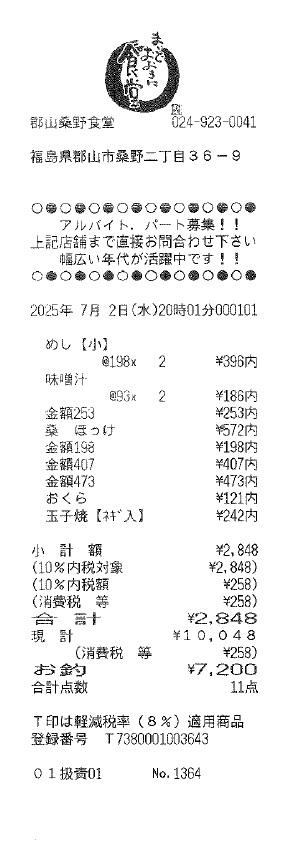 まいどおおきに
食堂
郡山桑野食堂 024-923-0041
福島県郡山市桑野二丁目36-9
○●○●○●○●○●○●○●○
アルバイト．パート募集！！
上記店舗まで直接お問合わせ下さい
幅広い年代が活躍中です！！
○●○●○●○●○●○●○●○
2025年 7月 2日(水)20時01分000101
めし【小】
@198x 2 ¥396内
味噌汁
@93x 2 ¥186内
金額253 ¥253内
桑 ほっけ ¥572内
金額198 ¥198内
金額407 ¥407内
金額473 ¥473内
おくら ¥121内
玉子焼【ﾈｷﾞ入】 ¥242内
小 計 額 ¥2,848
(10%内税対象 ¥2,848)
(10%内税額 ¥258)
(消費税 等 ¥258)
合 計 ¥2,848
現 計 ¥10,048
(消費税 等 ¥258)
お釣 ¥7,200
合計点数 11点
T印は軽減税率(8%)適用商品
登録番号 T7380001003643
01扱責01 No.1364